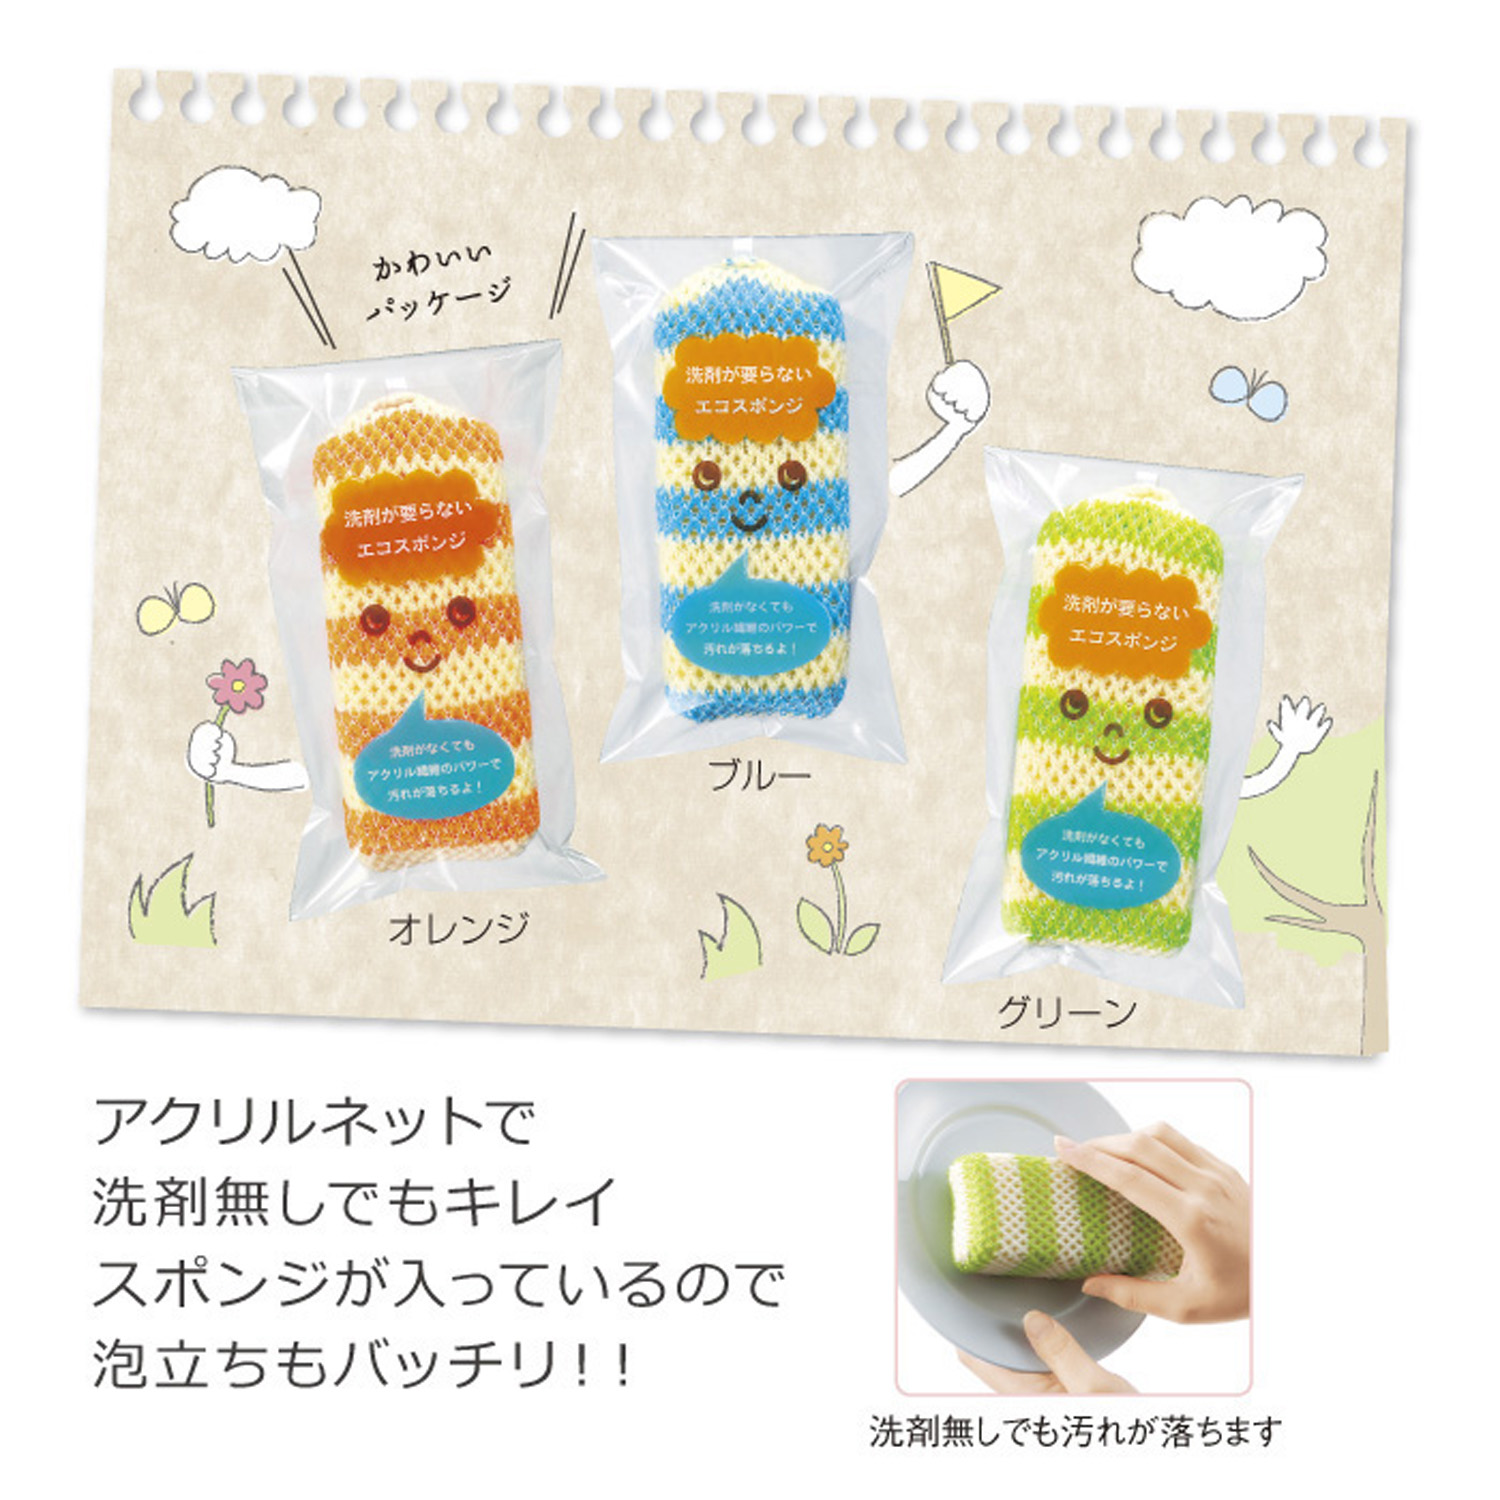 かわいい
パッケージ
洗剤が要らない
エコスポンジ
洗剤がなくても
アクリル繊維のパワーで
汚れが落ちるよ！
オレンジ
洗剤が要らない
エコスポンジ
洗剤がなくても
アクリル繊維のパワーで
汚れが落ちるよ！
ブルー
洗剤が要らない
エコスポンジ
洗剤がなくても
アクリル繊維のパワーで
汚れが落ちるよ！
グリーン
アクリルネットで
洗剤無しでもキレイ
スポンジが入っているので
泡立ちもバッチリ！！
洗剤無しでも汚れが落ちます